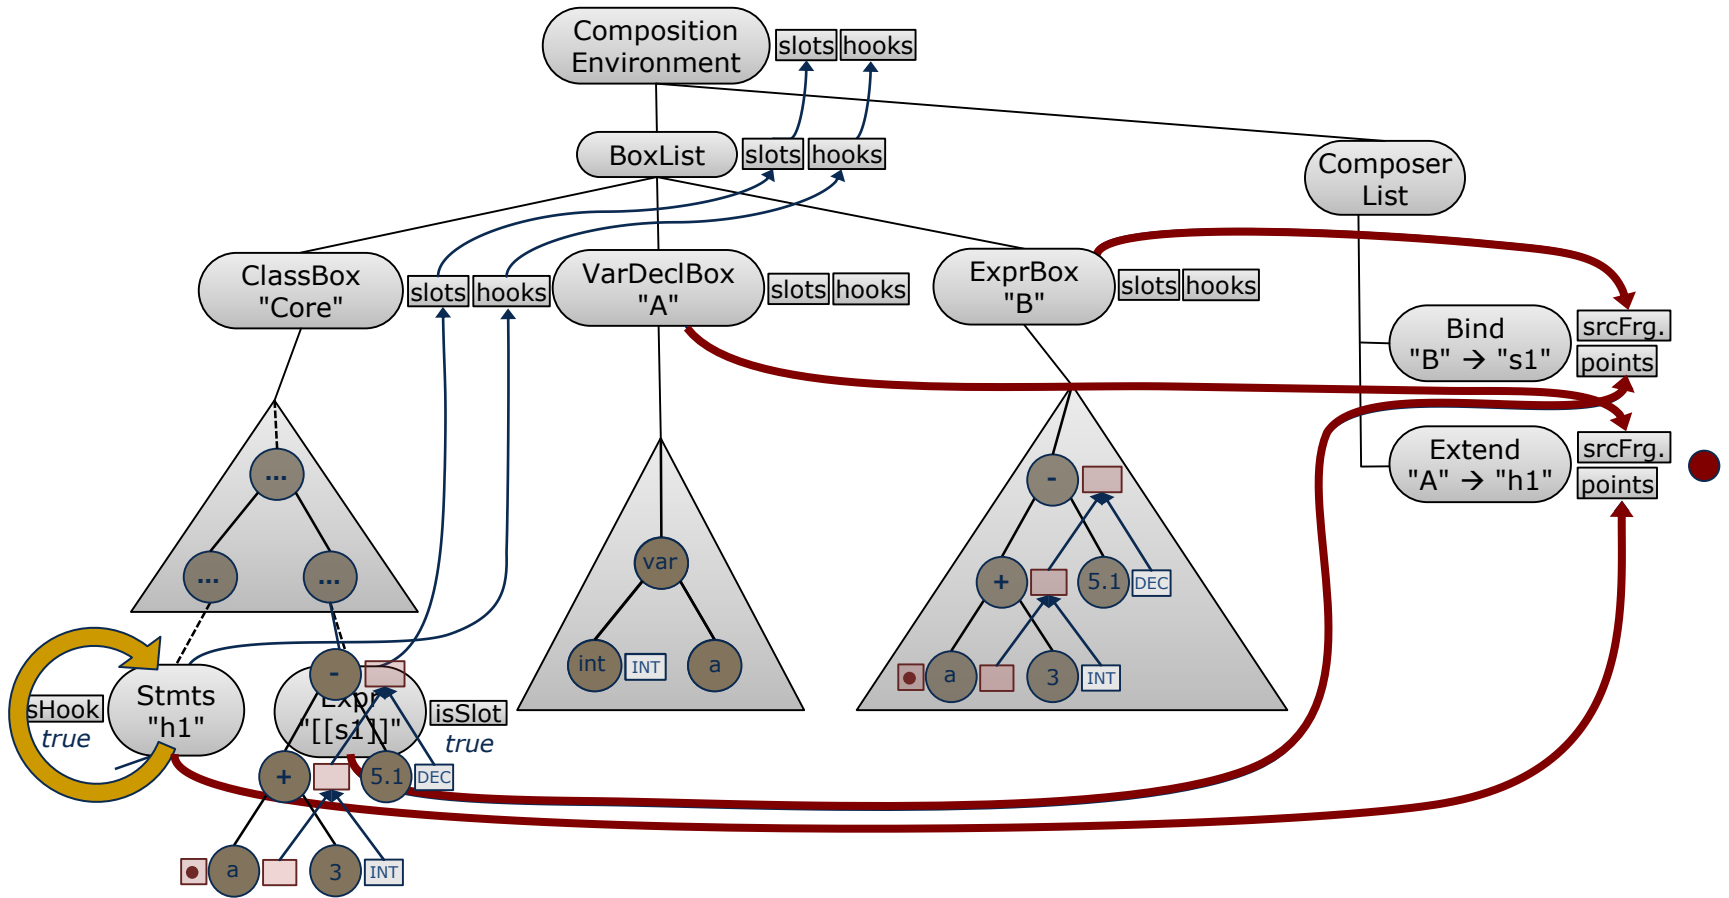 Composition
Environment
slots
hooks
BoxList
slots
hooks
Composer
List
ClassBox
"Core"
slots
hooks
VarDeclBox
"A"
slots
hooks
ExprBox
"B"
slots
hooks
Bind
"B" → "s1"
srcFrg.
points
Extend
"A" → "h1"
srcFrg.
points
...
...
...
var
int
INT
a
-
+
5.1
DEC
a
3
INT
sHook
true
Stmts
"h1"
-
Expr
"[[s1]]"
isSlot
true
+
5.1
DEC
a
3
INT